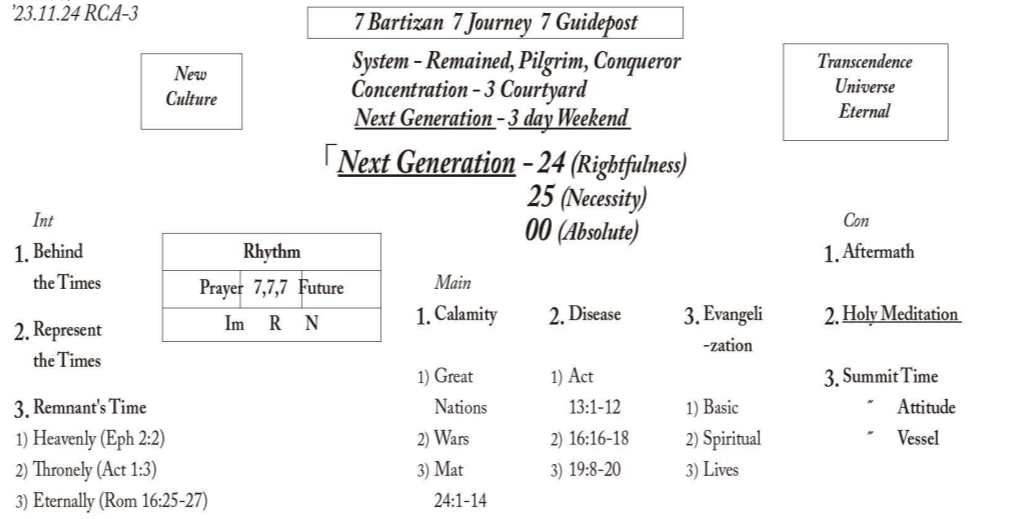 '23.11.24 RCA-3
7 Bartizan 7 Journey 7 Guidepost
System - Remained, Pilgrim, Conqueror
Concentration - 3 Courtyard
Next Generation - 3 day Weekend
New
Culture
Transcendence
Universe
Eternal
「Next Generation - 24 (Rightfulness)
25 (Necessity)
00 (Absolute)
Int
1. Behind
the Times
2. Represent
the Times
3. Remnant's Time
1) Heavenly (Eph 2:2)
2) Thronely (Act 1:3)
3) Eternally (Rom 16:25-27)
Rhythm
Prayer 7,7,7 Future
Im R N
Main
1. Calamity
1) Great
Nations
2) Wars
3) Mat
24:1-14
2. Disease
1) Act
13:1-12
2) 16:16-18
3) 19:8-20
3. Evangeli
-zation
1) Basic
2) Spiritual
3) Lives
Con
1. Aftermath
2. Holy Meditation
3. Summit Time
〃 Attitude
〃 Vessel